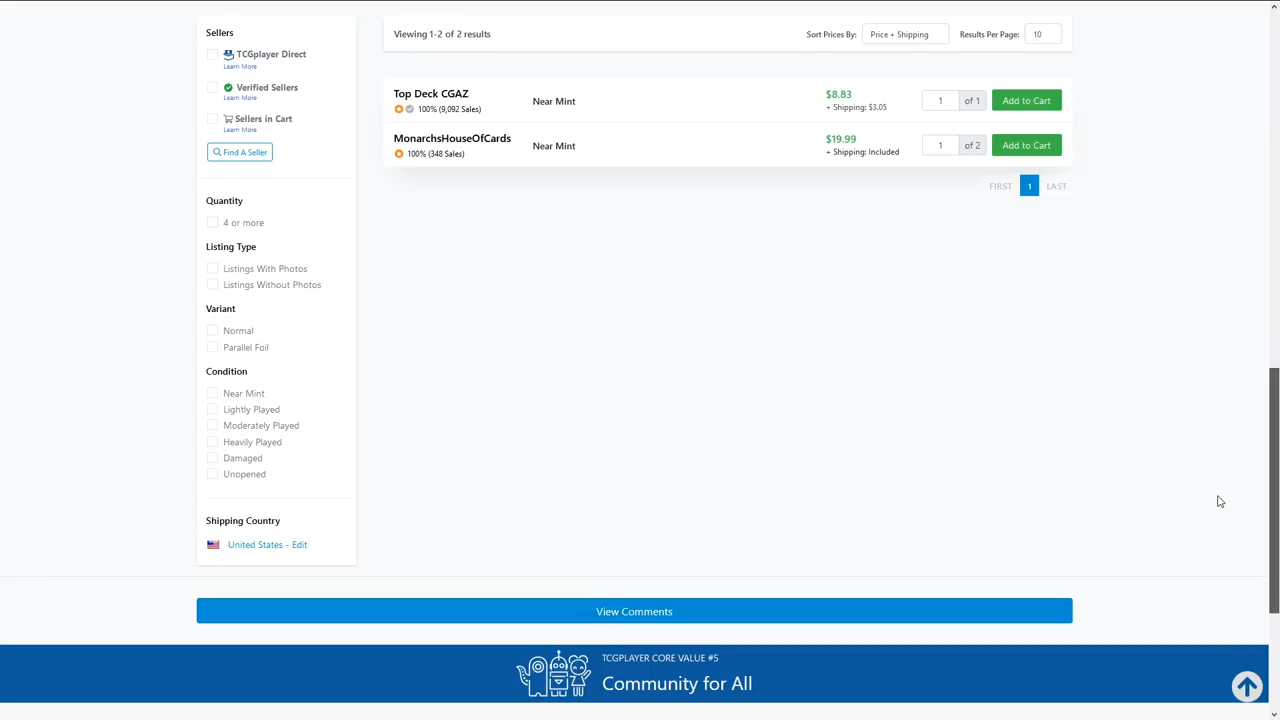 Sellers
TCGplayer Direct
Learn More
Verified Sellers
Learn More
Sellers in Cart
Learn More
Find A Seller
Quantity
4 or more
Listing Type
Listings With Photos
Listings Without Photos
Variant
Normal
Parallel Foil
Condition
Near Mint
Lightly Played
Moderately Played
Heavily Played
Damaged
Unopened
Shipping Country
United States - Edit
Viewing 1-2 of 2 results
Sort Prices By: Price + Shipping Results Per Page: 10
Top Deck CGAZ
100% (9,092 Sales)
Near Mint
$8.83
+ Shipping: $3.05
1 of 1 Add to Cart
MonarchsHouseOfCards
100% (348 Sales)
Near Mint
$19.99
+ Shipping: Included
1 of 2 Add to Cart
FIRST 1 LAST
View Comments
TCGPLAYER CORE VALUE #5
Community for All